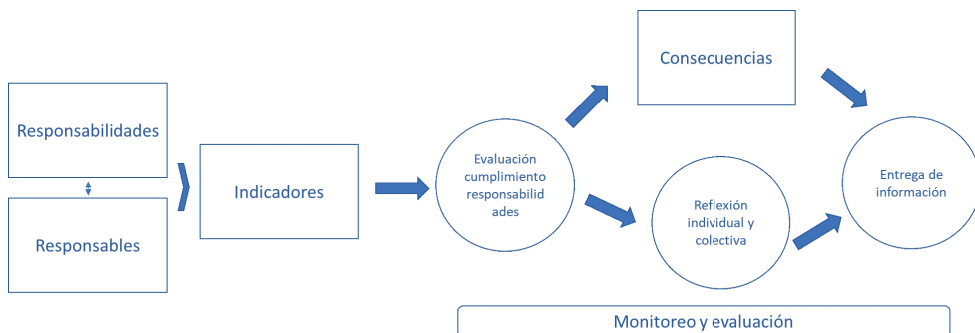 Responsabilidades
Responsables
Indicadores
Evaluación
cumplimiento
responsabilid
ades
Consecuencias
Reflexión
individual y
colectiva
Entrega de
información
Monitoreo y evaluación